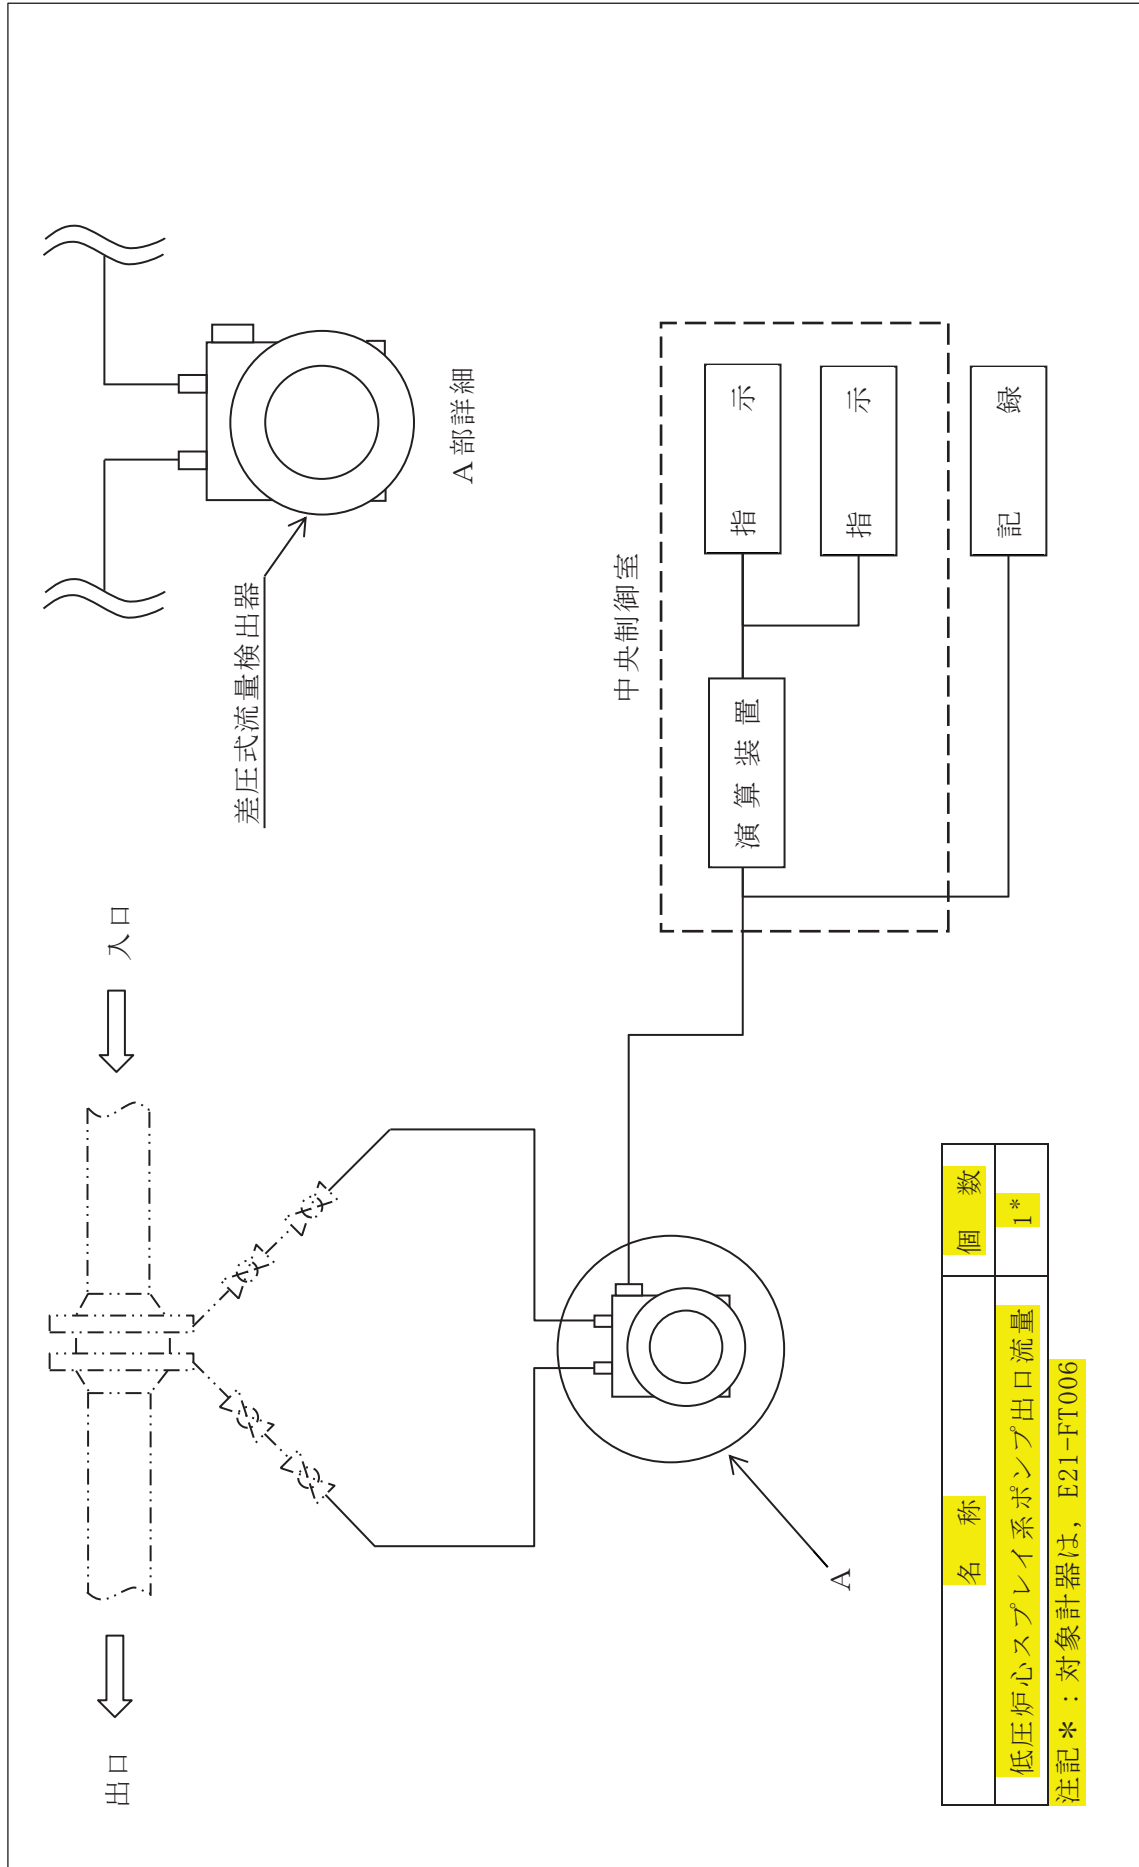 出口
入口
差圧式流量検出器
A部詳細
A
中央制御室
演算装置
指示
指示
記録
名称 個数
低圧炉心スプレイ系ポンプ出口流量 1*
注記＊：対象計器は，E21-FT006